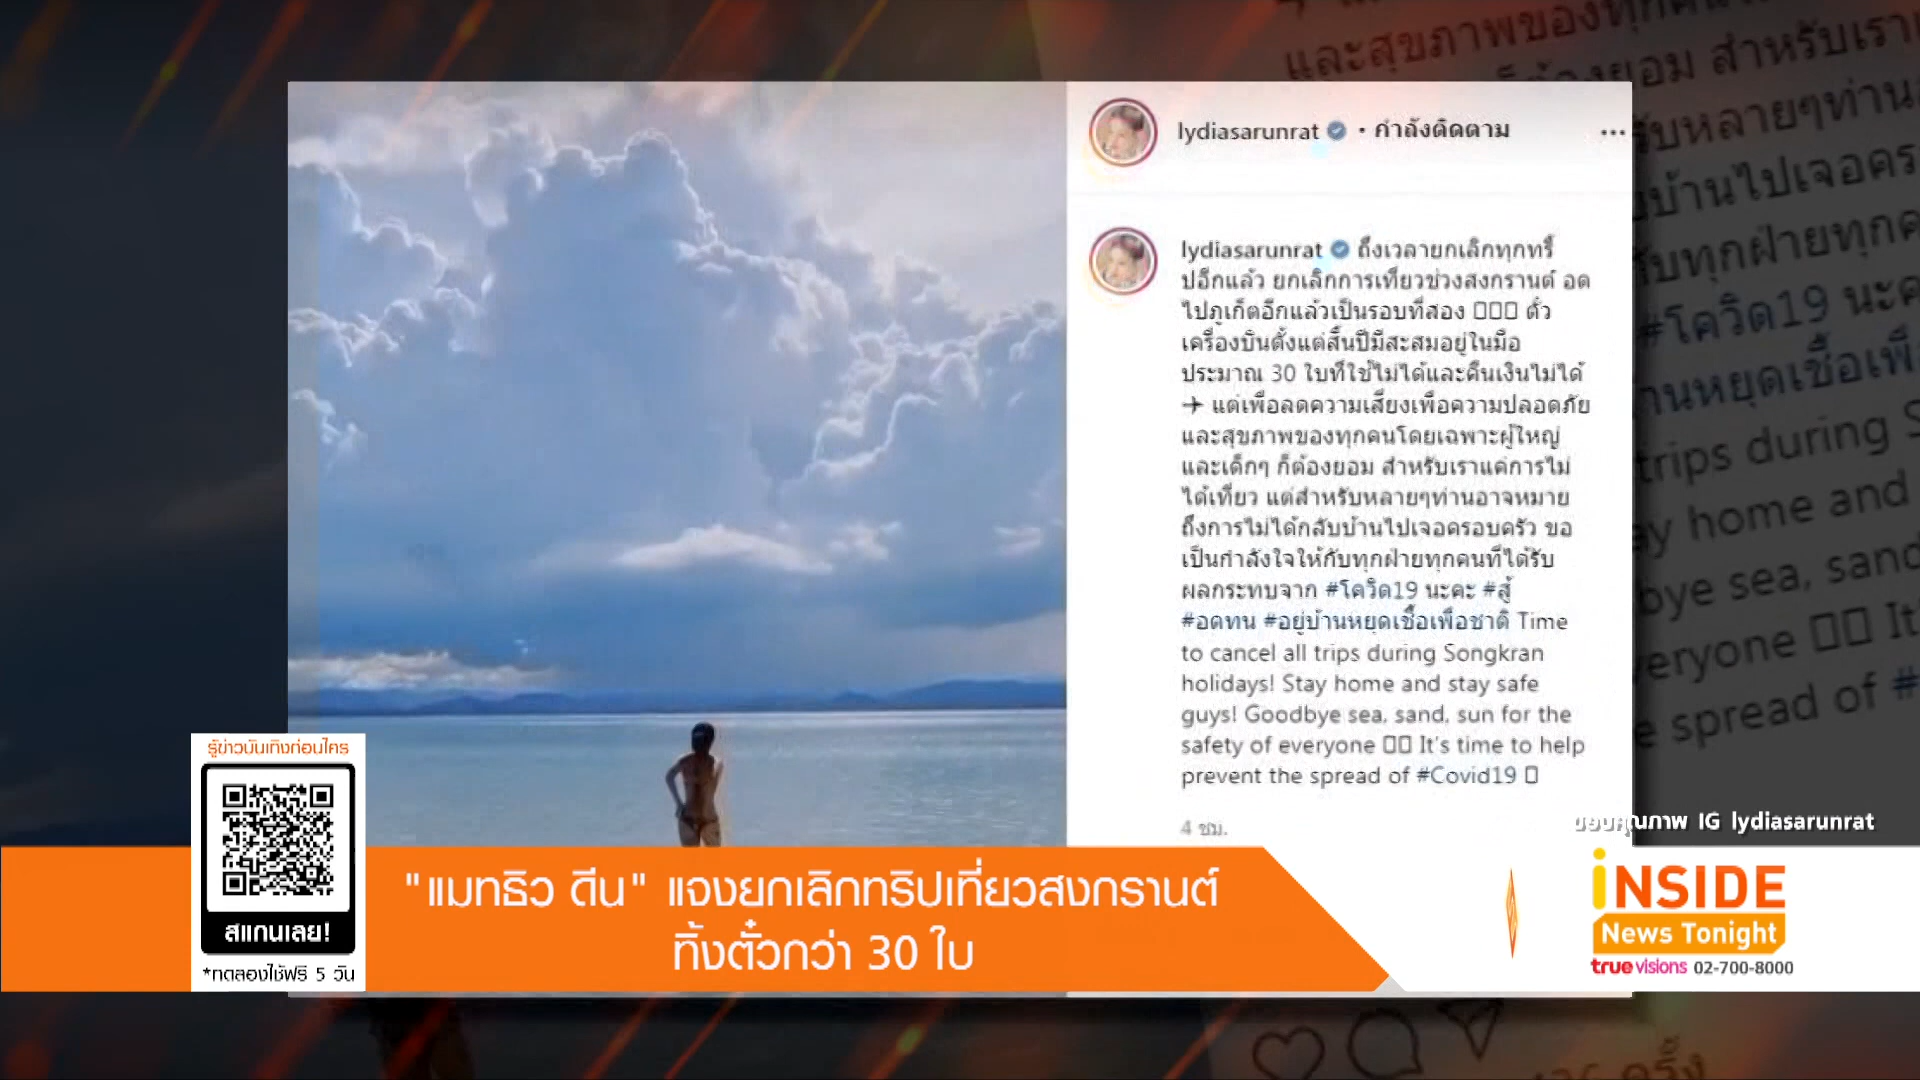 lydiasarunrat • กำลังติดตาม
lydiasarunrat ถึงเวลายกเลิกทุกทริ
ปอีกแล้ว ยกเลิกการเที่ยวช่วงสงกรานต์ อด
ไปภูเก็ตอีกแล้วเป็นรอบที่สอง ตั๋ว
เครื่องบินตั้งแต่สิ้นปีมีสะสมอยู่ในมือ
ประมาณ 30 ใบที่ใช้ไม่ได้และคืนเงินไม่ได้
✈ แต่เพื่อลดความเสี่ยงเพื่อความปลอดภัย
และสุขภาพของทุกคนโดยเฉพาะผู้ใหญ่
และเด็กๆ ก็ต้องยอม สำหรับเราแค่การไม่
ได้เที่ยว แต่สำหรับหลายๆท่านอาจหมาย
ถึงการไม่ได้กลับบ้านไปเจอครอบครัว ขอ
เป็นกำลังใจให้กับทุกฝ่ายทุกคนที่ได้รับ
ผลกระทบจาก #โควิด19 นะคะ #สู้
#อดทน #อยู่บ้านหยุดเชื้อเพื่อชาติ Time
to cancel all trips during Songkran
holidays! Stay home and stay safe
guys! Goodbye sea, sand, sun for the
safety of everyone It's time to help
prevent the spread of #Covid19
4 ชม.
ขอบคุณภาพ IG lydiasarunrat
รู้ข่าวบันเทิงก่อนใคร
สแกนเลย!
*ทดลองใช้ฟรี 5 วัน
"แมทธิว ดีน" แจงยกเลิกทริปเที่ยวสงกรานต์
ทิ้งตั๋วกว่า 30 ใบ
iNSIDE
News Tonight
truevisions 02-700-8000